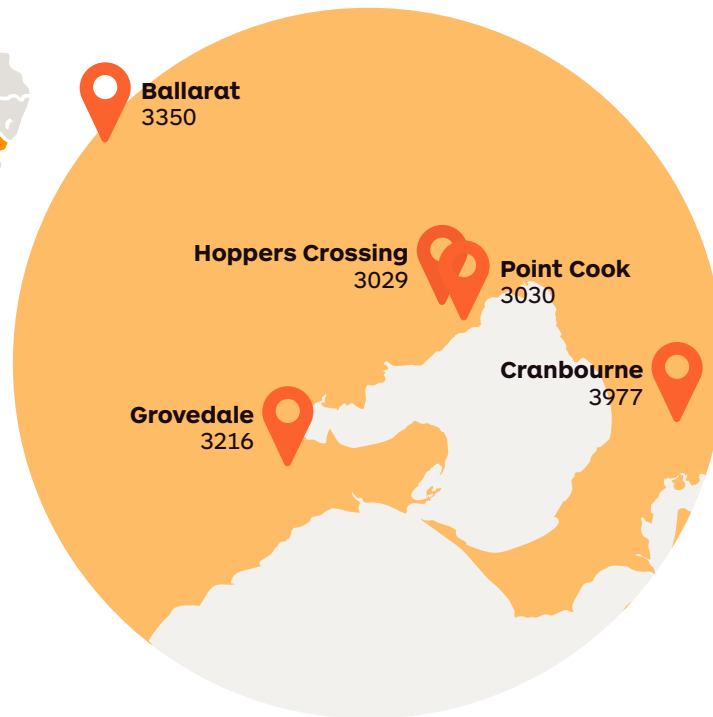 Ballarat
3350
Hoppers Crossing
3029
Point Cook
3030
Cranbourne
3977
Grovedale
3216